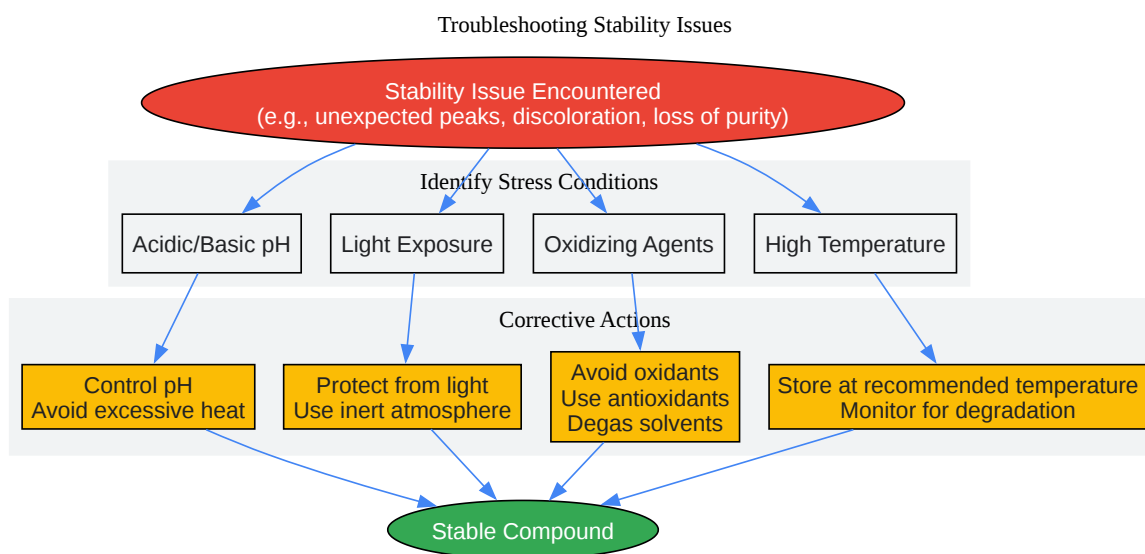 Troubleshooting Stability Issues
Stability Issue Encountered
(e.g., unexpected peaks, discoloration, loss of purity)
Identify Stress Conditions
Acidic/Basic pH
Light Exposure
Oxidizing Agents
High Temperature
Corrective Actions
Control pH
Avoid excessive heat
Protect from light
Use inert atmosphere
Avoid oxidants
Use antioxidants
Degas solvents
Store at recommended temperature
Monitor for degradation
Stable Compound